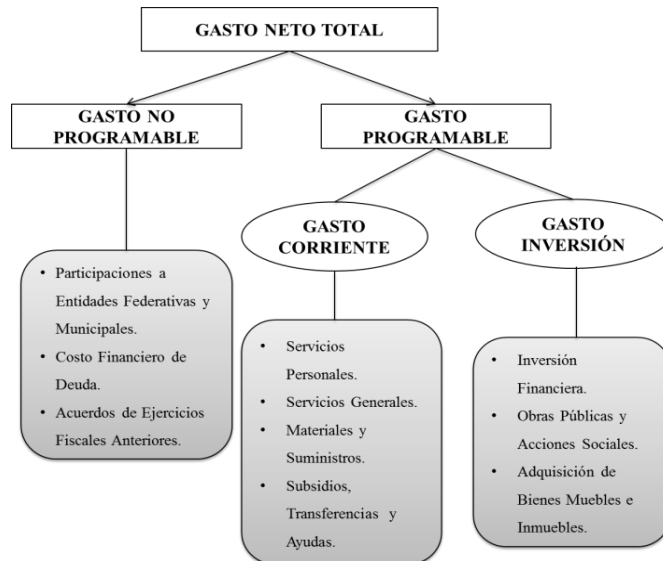 GASTO NETO TOTAL
GASTO NO
PROGRAMABLE
GASTO
PROGRAMABLE
GASTO
CORRIENTE
GASTO
INVERSIÓN
• Participaciones a
Entidades Federativas y
Municipales.
• Costo Financiero de
Deuda.
• Acuerdos de Ejercicios
Fiscales Anteriores.
• Servicios
Personales.
• Servicios Generales.
• Materiales y
Suministros.
• Subsidios,
Transferencias y
Ayudas.
• Inversión
Financiera.
• Obras Públicas y
Acciones Sociales.
• Adquisición de
Bienes Muebles e
Inmuebles.